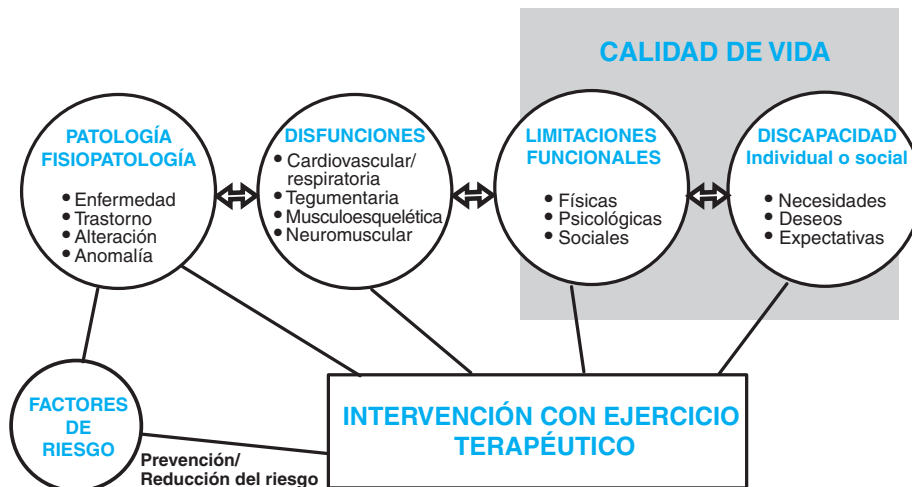 CALIDAD DE VIDA
PATOLOGÍA
FISIOPATOLOGÍA
• Enfermedad
• Trastorno
• Alteración
• Anomalía
DISFUNCIONES
• Cardiovascular/
respiratoria
• Tegumentaria
• Musculoesquelética
• Neuromuscular
LIMITACIONES
FUNCIONALES
• Físicas
• Psicológicas
• Sociales
DISCAPACIDAD
Individual o social
• Necesidades
• Deseos
• Expectativas
FACTORES
DE
RIESGO
Prevención/
Reducción del riesgo
INTERVENCIÓN CON EJERCICIO
TERAPÉUTICO